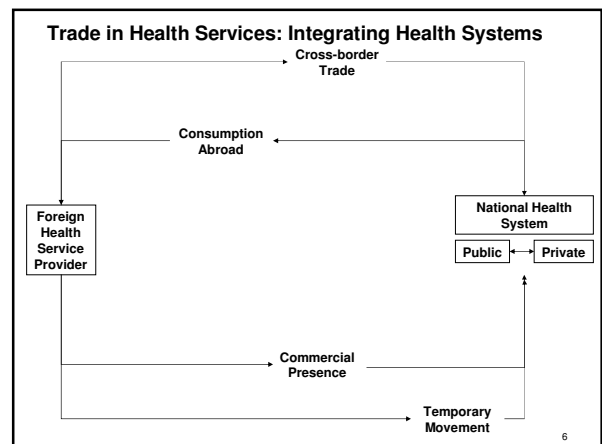 Trade in Health Services: Integrating Health Systems
Cross-border
Trade
Consumption
Abroad
Foreign
Health
Service
Provider
National Health
System
Public
Private
Commercial
Presence
Temporary
Movement
6